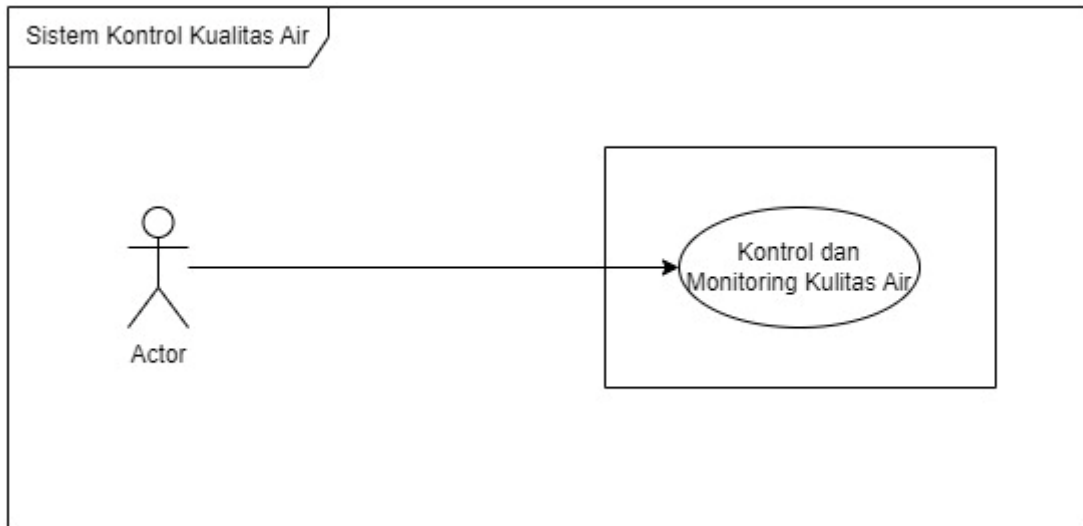 Sistem Kontrol Kualitas Air
Kontrol dan
Monitoring Kulitas Air
Actor